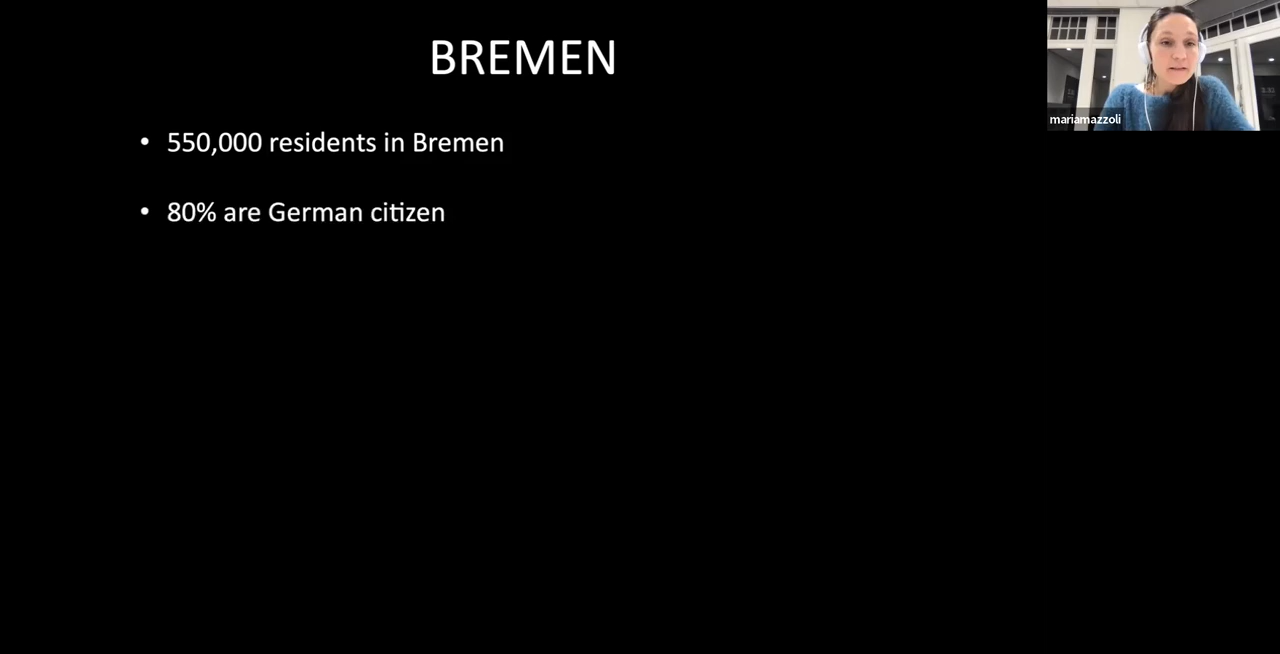 BREMEN
• 550,000 residents in Bremen
• 80% are German citizen
mariamazzoli